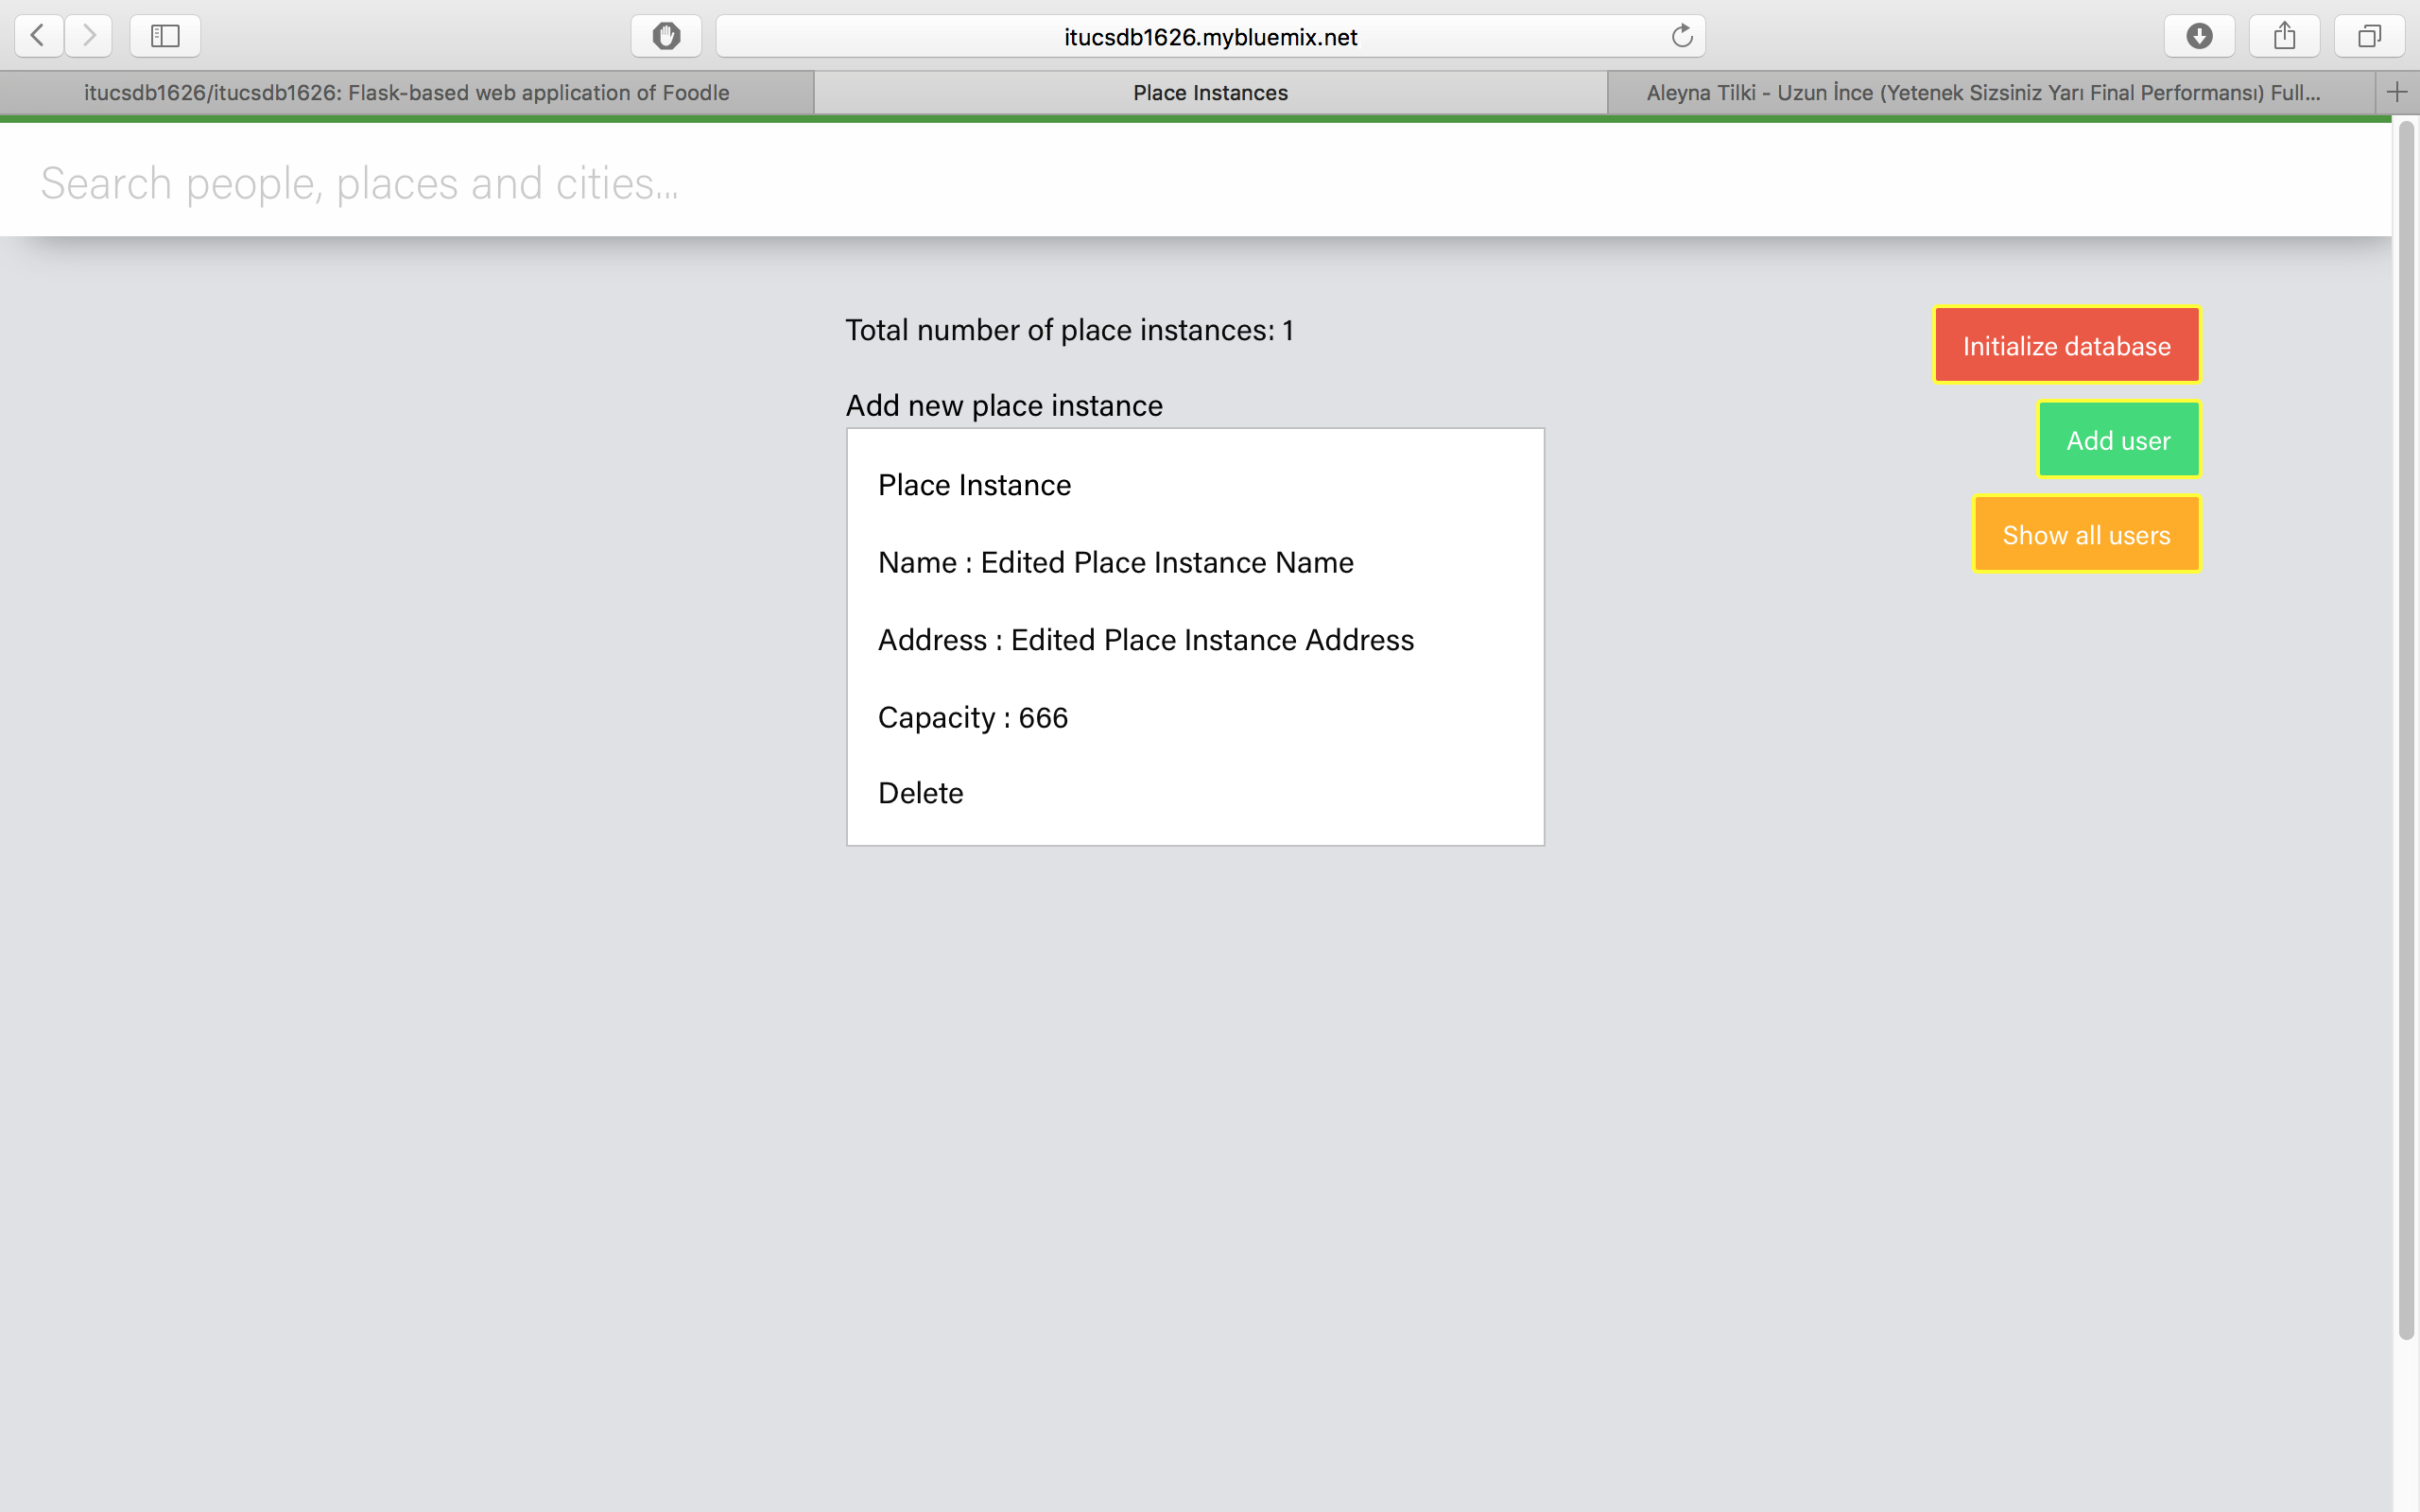 itucsdb1626.mybluemix.net
itucsdb1626/itucsdb1626: Flask-based web application of Foodle
Place Instances
Aleyna Tilki - Uzun İnce (Yetenek Sizsiniz Yarı Final Performansı) Full...
Search people, places and cities...
Total number of place instances: 1
Add new place instance
Place Instance
Name : Edited Place Instance Name
Address : Edited Place Instance Address
Capacity : 666
Delete
Initialize database
Add user
Show all users